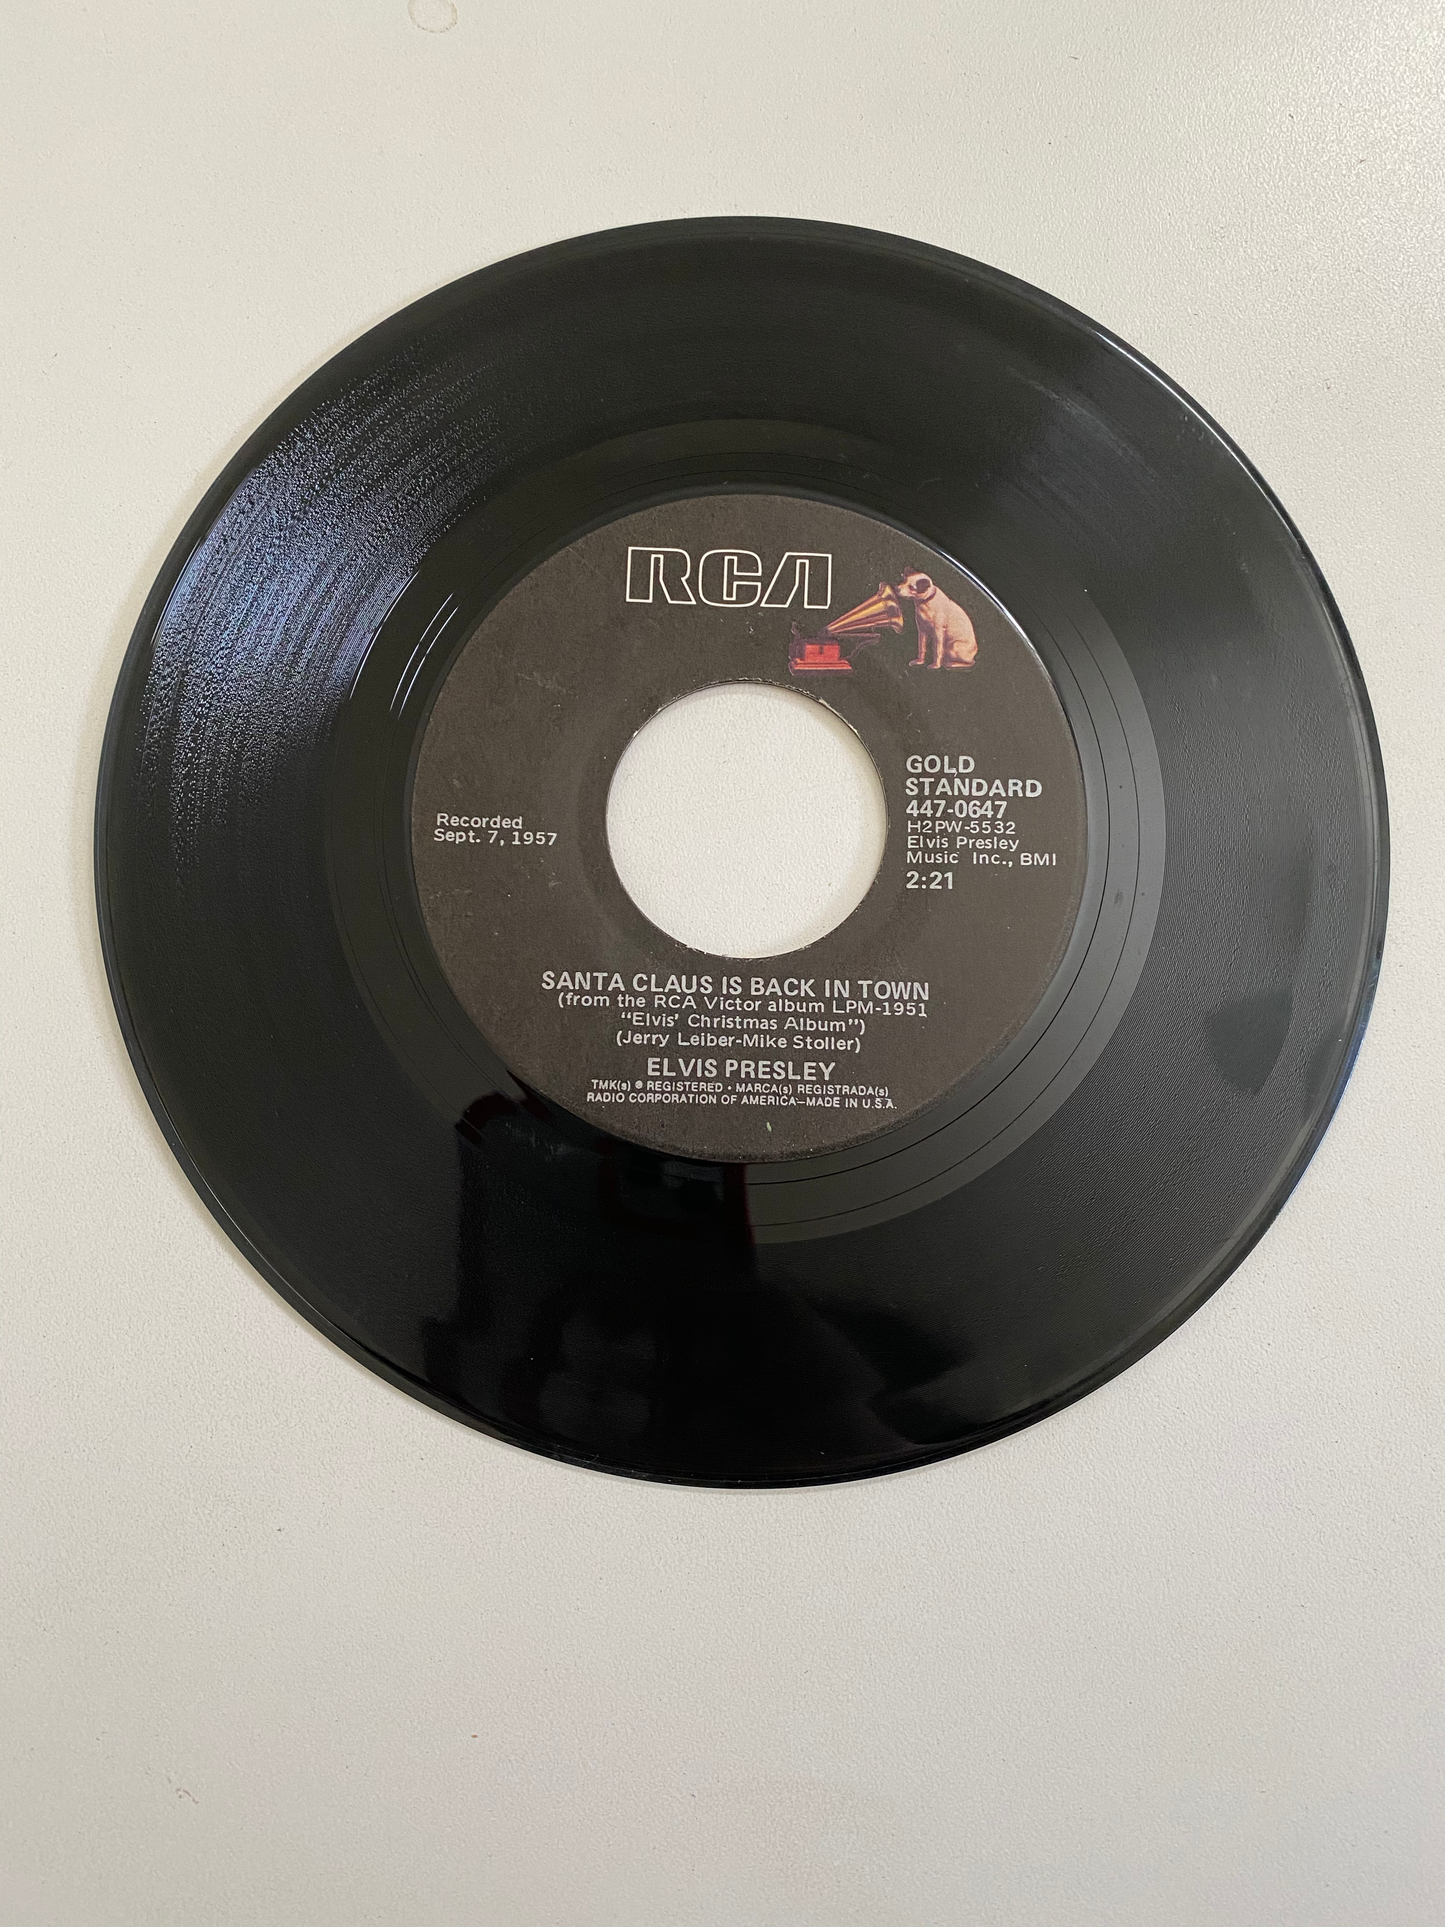 RCA
Recorded
Sept. 7, 1957
GOLD
STANDARD
447-0647
H2PW-5532
Elvis Presley
Music Inc., BMI
2:21
SANTA CLAUS IS BACK IN TOWN
(from the RCA Victor album LPM-1951
"Elvis' Christmas Album")
(Jerry Leiber-Mike Stoller)
ELVIS PRESLEY
TMK(s) ® REGISTERED • MARCA(s) REGISTRADA(s)
RADIO CORPORATION OF AMERICA—MADE IN U.S.A.